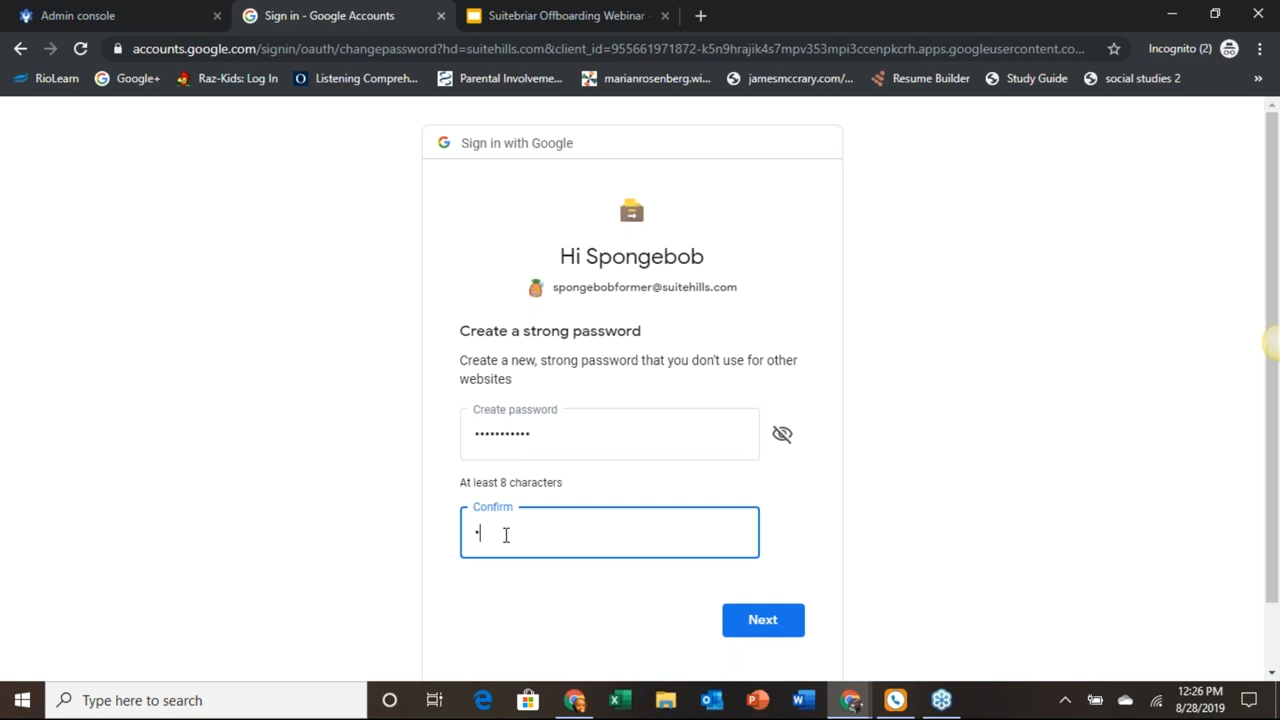 Admin console
Sign in - Google Accounts
Suitebriar Offboarding Webinar -
accounts.google.com/signin/oauth/changepassword?hd=suitehills.com&client_id=955661971872-k5n9hrajik4s7mpv353mpi3ccenpkcrh.apps.googleusercontent.co...
Incognito (2)
RioLearn
Google+
Raz-Kids: Log In
Listening Compreh...
Parental Involveme...
marianrosenberg.wi...
jamesmccrary.com/...
Resume Builder
Study Guide
social studies 2
»
Sign in with Google
Hi Spongebob
spongebobformer@suitehills.com
Create a strong password
Create a new, strong password that you don't use for other
websites
Create password
•••••••••••
At least 8 characters
Confirm
•
Next
Type here to search
12:26 PM
8/28/2019